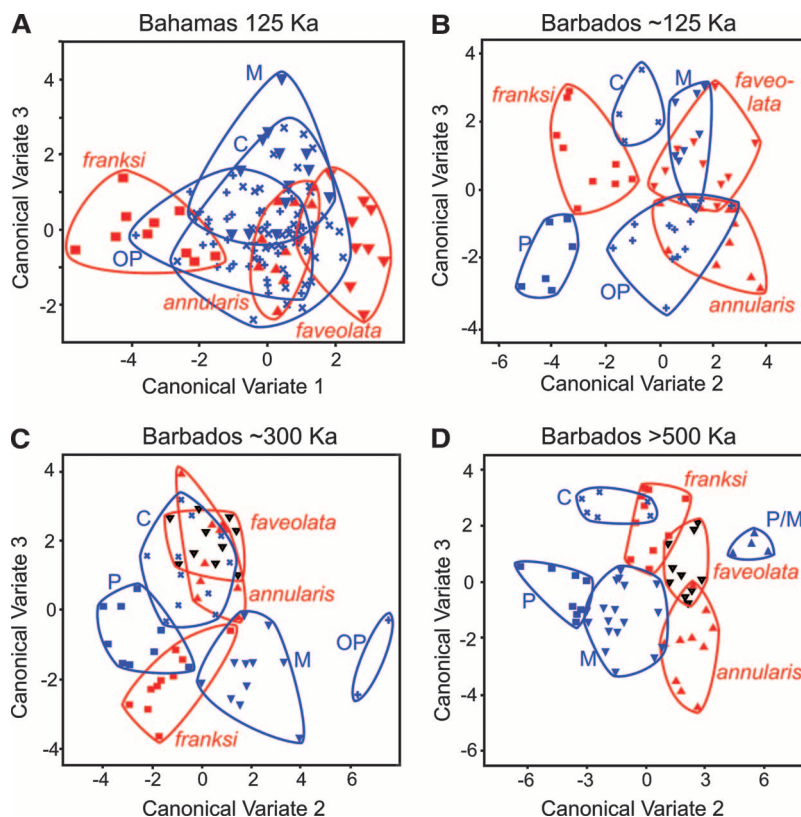 A
Bahamas 125 Ka
Canonical Variate 3
4
2
0
-2
M
C
franksi
OP
annularis
faveolata
-4
-2
0
2
Canonical Variate 1
B
Barbados ~125 Ka
Canonical Variate 3
4
2
0
-2
-4
franksi
C
M
faveo-
lata
P
OP
annularis
-6
-4
-2
0
2
4
Canonical Variate 2
C
Barbados ~300 Ka
Canonical Variate 3
4
2
0
-2
-4
C
faveolata
P
annularis
M
OP
franksi
-4
-2
0
2
4
6
Canonical Variate 2
D
Barbados >500 Ka
Canonical Variate 3
6
4
2
0
-2
-4
-6
C
franksi
P/M
faveolata
P
M
annularis
-6
-3
0
3
6
Canonical Variate 2